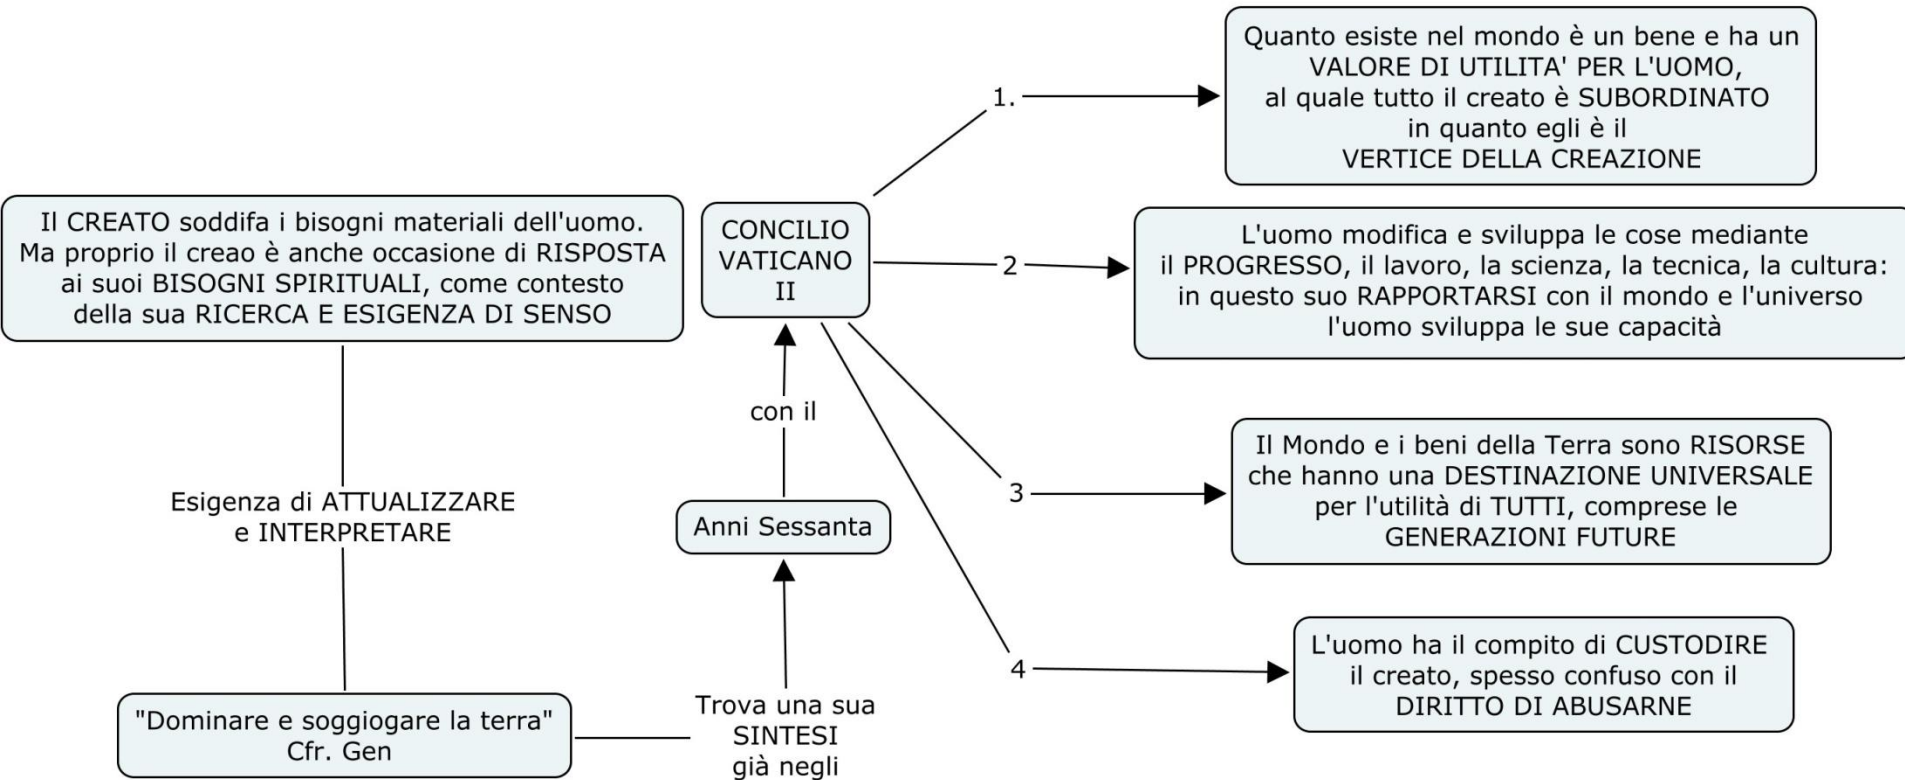 Il CREATO soddifa i bisogni materiali dell'uomo.
Ma proprio il creao è anche occasione di RISPOSTA
ai suoi BISOGNI SPIRITUALI, come contesto
della sua RICERCA E ESIGENZA DI SENSO
Esigenza di ATTUALIZZARE
e INTERPRETARE
"Dominare e soggiogare la terra"
Cfr. Gen
Trova una sua
SINTESI
già negli
Anni Sessanta
con il
CONCILIO
VATICANO
II
1.
Quanto esiste nel mondo è un bene e ha un
VALORE DI UTILITA' PER L'UOMO,
al quale tutto il creato è SUBORDINATO
in quanto egli è il
VERTICE DELLA CREAZIONE
2
L'uomo modifica e sviluppa le cose mediante
il PROGRESSO, il lavoro, la scienza, la tecnica, la cultura:
in questo suo RAPPORTARSI con il mondo e l'universo
l'uomo sviluppa le sue capacità
3
Il Mondo e i beni della Terra sono RISORSE
che hanno una DESTINAZIONE UNIVERSALE
per l'utilità di TUTTI, comprese le
GENERAZIONI FUTURE
4
L'uomo ha il compito di CUSTODIRE
il creato, spesso confuso con il
DIRITTO DI ABUSARNE